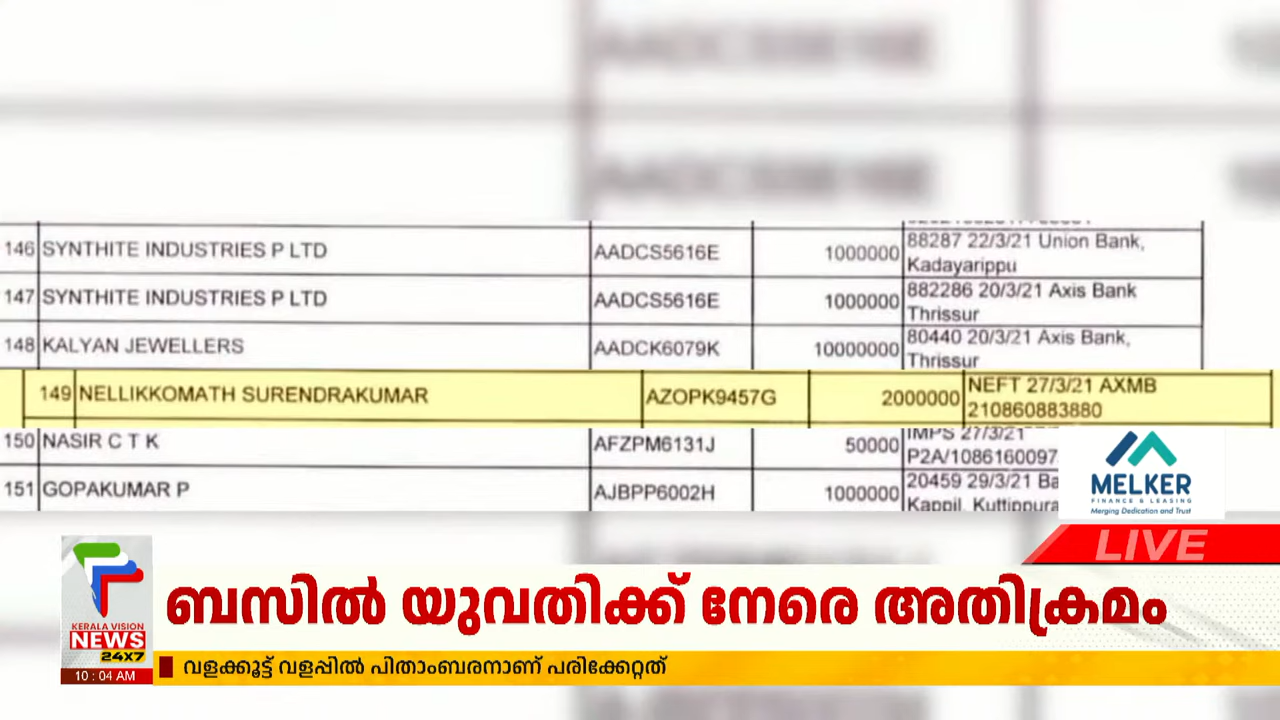 146 SYNTHITE INDUSTRIES P LTD AADCS5616E 1000000 88287 22/3/21 Union Bank,
Kadayarippu
147 SYNTHITE INDUSTRIES P LTD AADCS5616E 1000000 882286 20/3/21 Axis Bank
Thrissur
148 KALYAN JEWELLERS AADCK6079K 10000000 80440 20/3/21 Axis Bank,
Thrissur
149 NELLIKKOMATH SURENDRAKUMAR AZOPK9457G 2000000 NEFT 27/3/21 AXMB
210860883880
150 NASIR C T K AFZPM6131J 50000 IMPS 27/3/21
P2A/1086160097
151 GOPAKUMAR P AJBPP6002H 1000000 20459 29/3/21 Ba
Kappil, Kuttippura
MELKER
FINANCE & LEASING
Merging Dedication and Trust
LIVE
KERALA VISION
NEWS
24X7
10 : 04 AM
ബസിൽ യുവതിക്ക് നേരെ അതിക്രമം
വളക്കൂട്ട് വളപ്പിൽ പിതാംബരനാണ് പരിക്കേറ്റത്